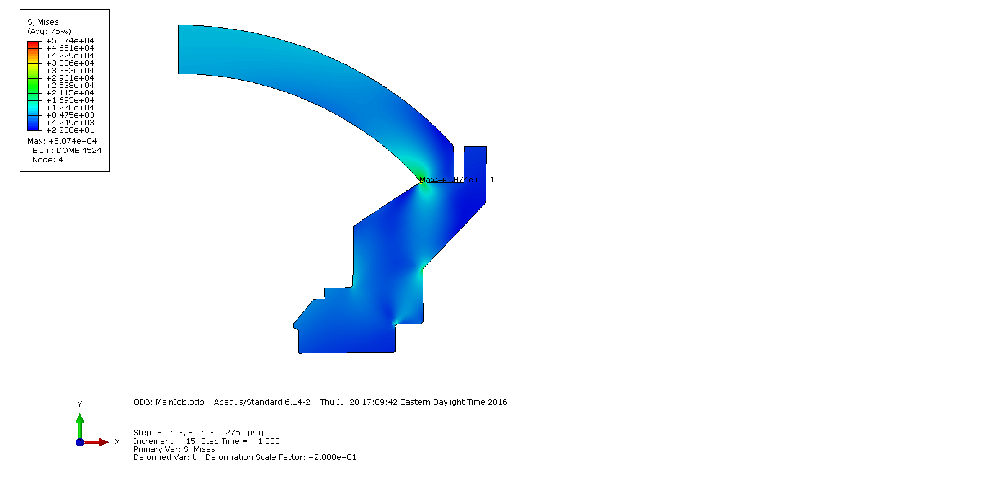 S, Mises
(Avg: 75%)
+5.074e+04
+4.651e+04
+4.229e+04
+3.806e+04
+3.383e+04
+2.961e+04
+2.538e+04
+2.115e+04
+1.693e+04
+1.270e+04
+8.475e+03
+4.249e+03
+2.238e+01
Max: +5.074e+04
Elem: DOME.4524
Node: 4
Max: +5.074e+004
Y
X
ODB: MainJob.odb    Abaqus/Standard 6.14-2    Thu Jul 28 17:09:42 Eastern Daylight Time 2016
Step: Step-3, Step-3 -- 2750 psig
Increment     15: Step Time =    1.000
Primary Var: S, Mises
Deformed Var: U   Deformation Scale Factor: +2.000e+01